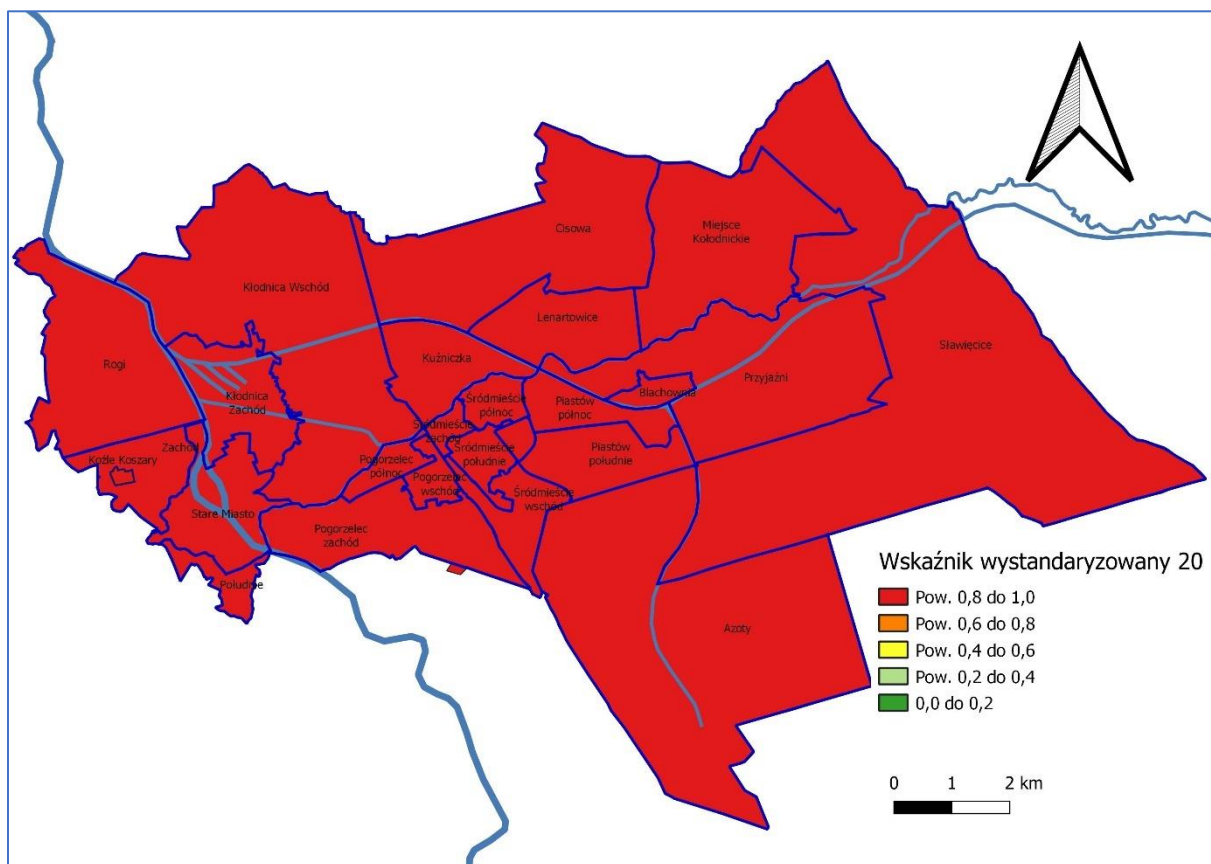 Cisowa
Miejsce
Kołodnickie
Kłodnica Wschód
Lenartowice
Sławięcice
Rogi
Kuźniczka
Przyjaźni
Blachownia
Kłodnica
Zachód
Śródmieście
północ
Piastów
północ
Śródmieście
zachód
Zachód
Śródmieście
południe
Piastów
południe
Koźle Koszary
Pogorzelec
północ
Pogorzelec
wschód
Śródmieście
wschód
Stare Miasto
Pogorzelec
zachód
Południe
Azoty
Wskaźnik wystandaryzowany 20
Pow. 0,8 do 1,0
Pow. 0,6 do 0,8
Pow. 0,4 do 0,6
Pow. 0,2 do 0,4
0,0 do 0,2
0 1 2 km